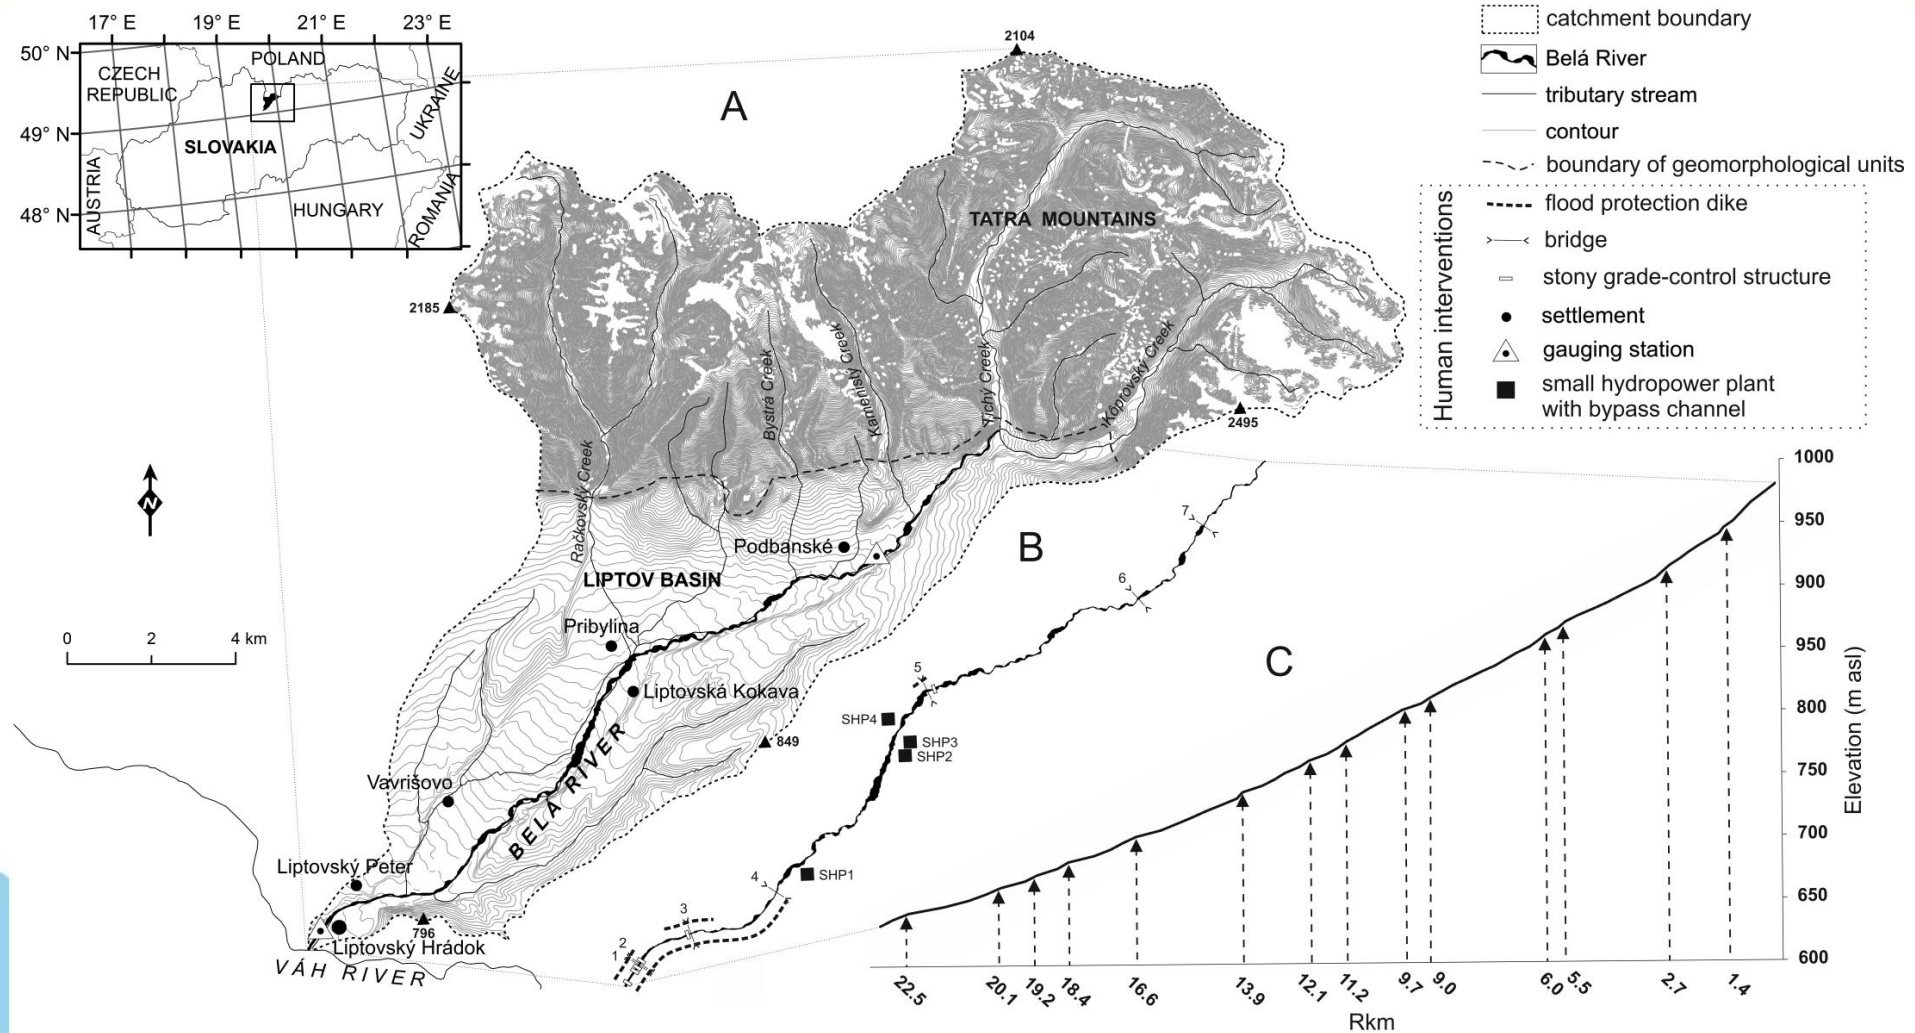 17° E
19° E
21° E
23° E
50° N
49° N
48° N
POLAND
CZECH
REPUBLIC
UKRAINE
SLOVAKIA
AUSTRIA
HUNGARY
ROMANIA
A
2104
TATRA MOUNTAINS
2185
2495
Račkovský Creek
Bystrá Creek
Kamenistý Creek
Tichý Creek
Kôprovský Creek
N
Podbanské
LIPTOV BASIN
Pribylina
0 2 4 km
Liptovská Kokava
849
BELÁ RIVER
Vavrišovo
Liptovský Peter
796
Liptovský Hrádok
VÁH RIVER
catchment boundary
Belá River
tributary stream
contour
boundary of geomorphological units
Human interventions
flood protection dike
bridge
stony grade-control structure
settlement
gauging station
small hydropower plant
with bypass channel
B
7
6
5
SHP4
SHP3
SHP2
SHP1
4
3
2
1
C
1000
950
900
950
800
750
700
650
600
Elevation (m asl)
22.5
20.1
19.2
18.4
16.6
13.9
12.1
11.2
9.7
9.0
6.0
5.5
2.7
1.4
Rkm